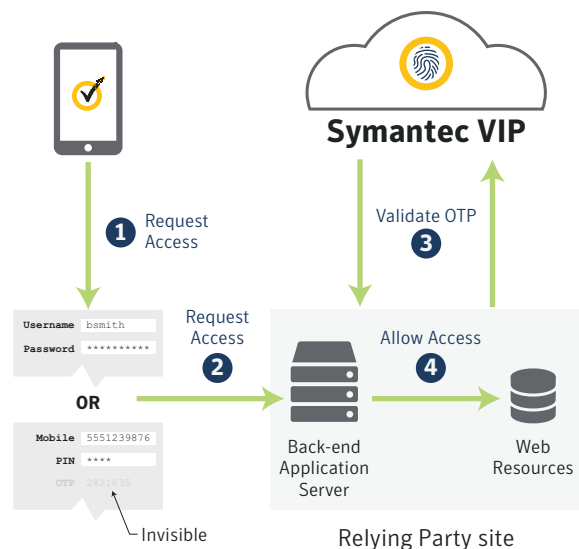 Symantec VIP
1 Request
Access
Validate OTP
3
Username bsmith
Password **********
OR
Mobile 5551239876
PIN ****
OTP 2821835
Invisible
Request
Access
2
Allow Access
4
Back-end
Application
Server
Web
Resources
Relying Party site